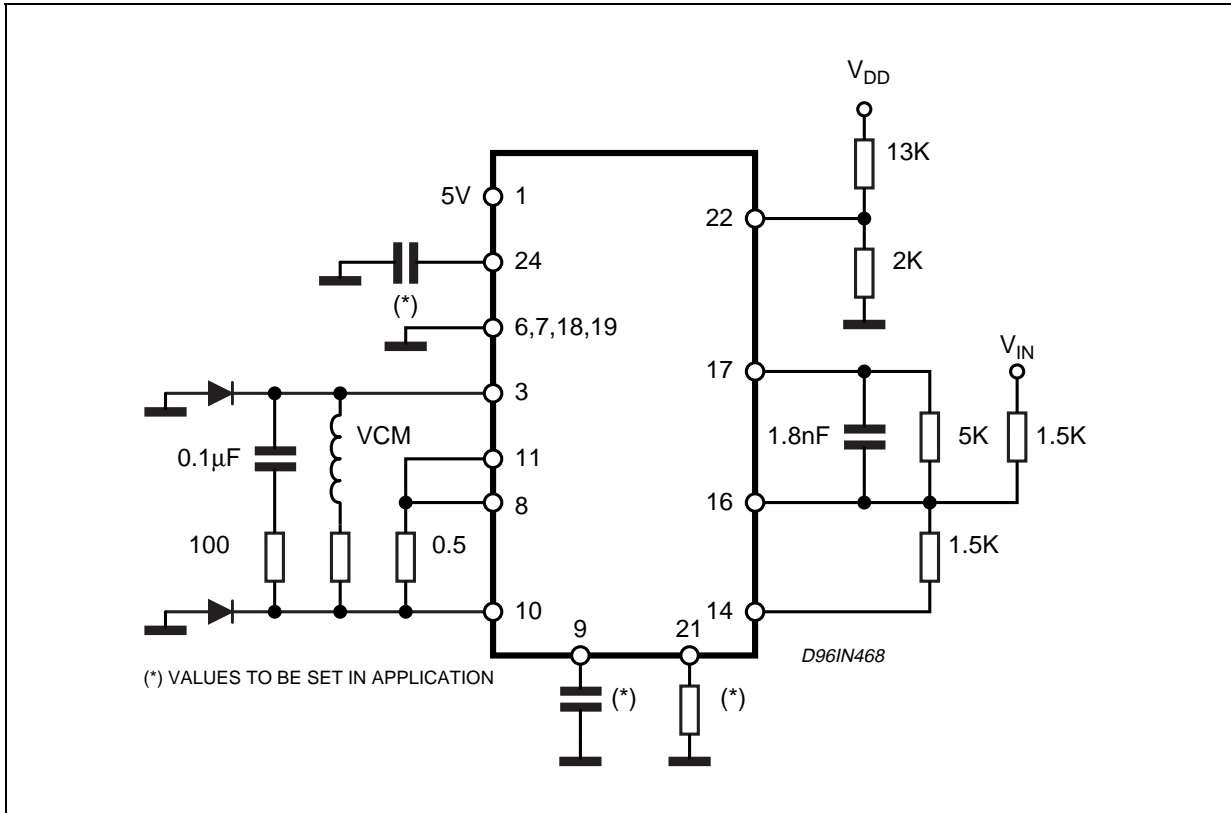 V_DD
13K
5V 1
22
24
2K
(*)
6,7,18,19
V_IN
17
3
VCM
1.8nF
5K
1.5K
0.1µF
11
8
16
100
0.5
1.5K
10
14
9
21
D96IN468
(*) VALUES TO BE SET IN APPLICATION
(*)
(*)